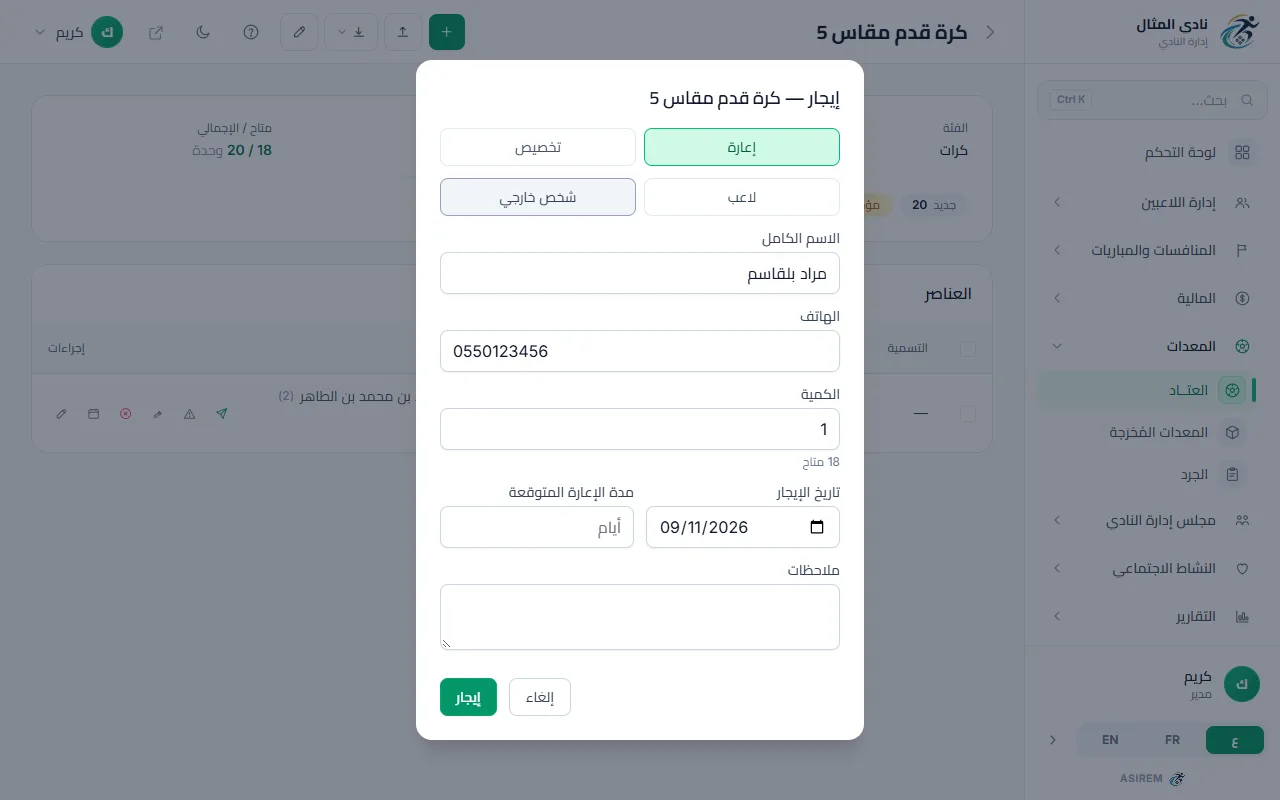 نادي المثال
إدارة النادي
بحث...
Ctrl K
لوحة التحكم
إدارة اللاعبين
المنافسات والمباريات
المالية
المعدات
العتــاد
المعدات المُخرجة
الجرد
مجلس إدارة النادي
النشاط الاجتماعي
التقارير
ك
كريم
مدير
ع
FR
EN
ASIREM
كرة قدم مقاس 5
ك
كريم
الفئة
كرات
متاح / الإجمالي
18 / 20 وحدة
جديد 20
العناصر
التسمية
إجراءات
—
بن محمد بن الطاهر (2)
إيجار — كرة قدم مقاس 5
إعارة
تخصيص
لاعب
شخص خارجي
الاسم الكامل
مراد بلقاسم
الهاتف
0550123456
الكمية
1
18 متاح
تاريخ الإيجار
مدة الإعارة المتوقعة
09/11/2026
أيام
ملاحظات
إلغاء
إيجار